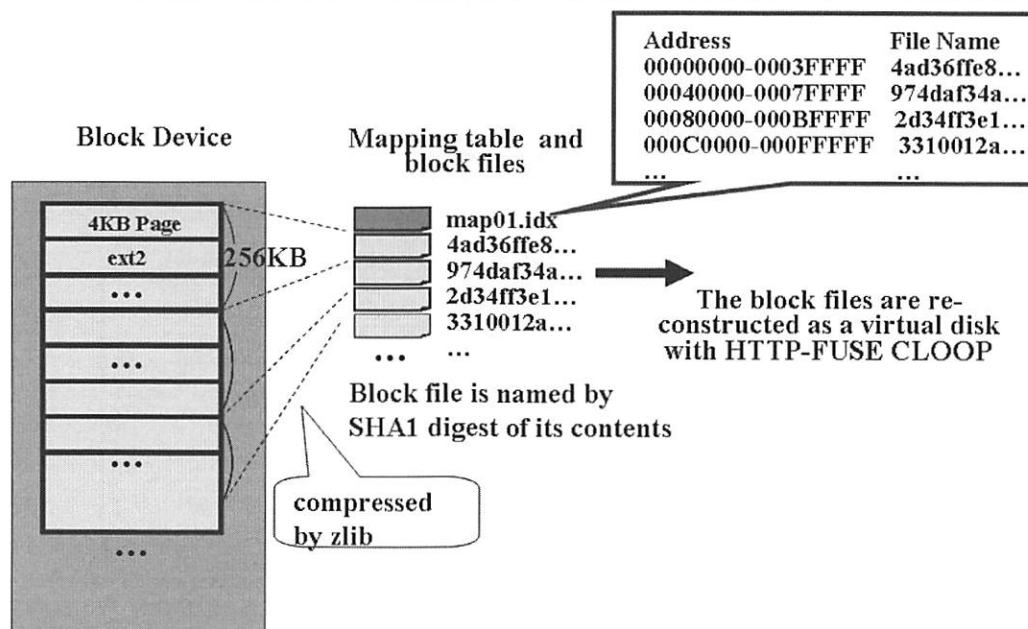 Address File Name
00000000-0003FFFF 4ad36ffe8...
00040000-0007FFFF 974daf34a...
00080000-000BFFFF 2d34ff3e1...
000C0000-000FFFFF 3310012a...
... ...
Block Device
4KB Page
ext2
256KB
...
...
...
...
Mapping table and
block files
map01.idx
4ad36ffe8...
974daf34a...
2d34ff3e1...
3310012a...
... ...
Block file is named by
SHA1 digest of its contents
compressed
by zlib
The block files are re-
constructed as a virtual disk
with HTTP-FUSE CLOOP